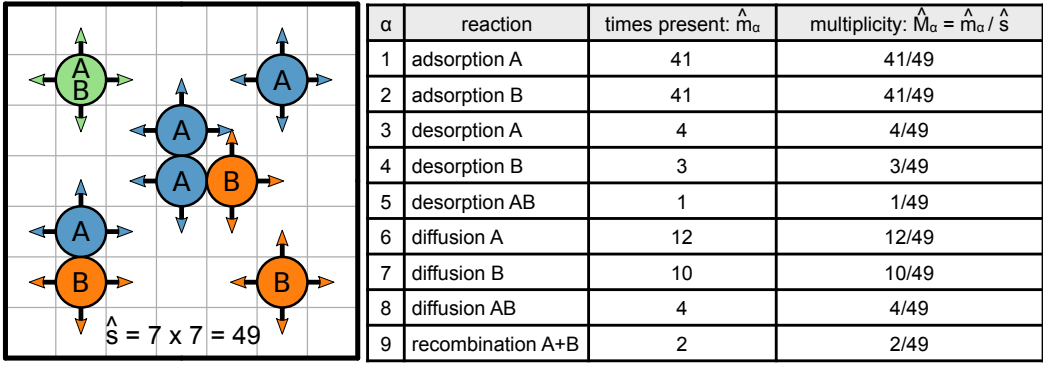 A
B
A
A
A
B
A
B
B
ŝ = 7 x 7 = 49
α reaction times present: m̂α multiplicity: M̂α = m̂α / ŝ
1 adsorption A 41 41/49
2 adsorption B 41 41/49
3 desorption A 4 4/49
4 desorption B 3 3/49
5 desorption AB 1 1/49
6 diffusion A 12 12/49
7 diffusion B 10 10/49
8 diffusion AB 4 4/49
9 recombination A+B 2 2/49